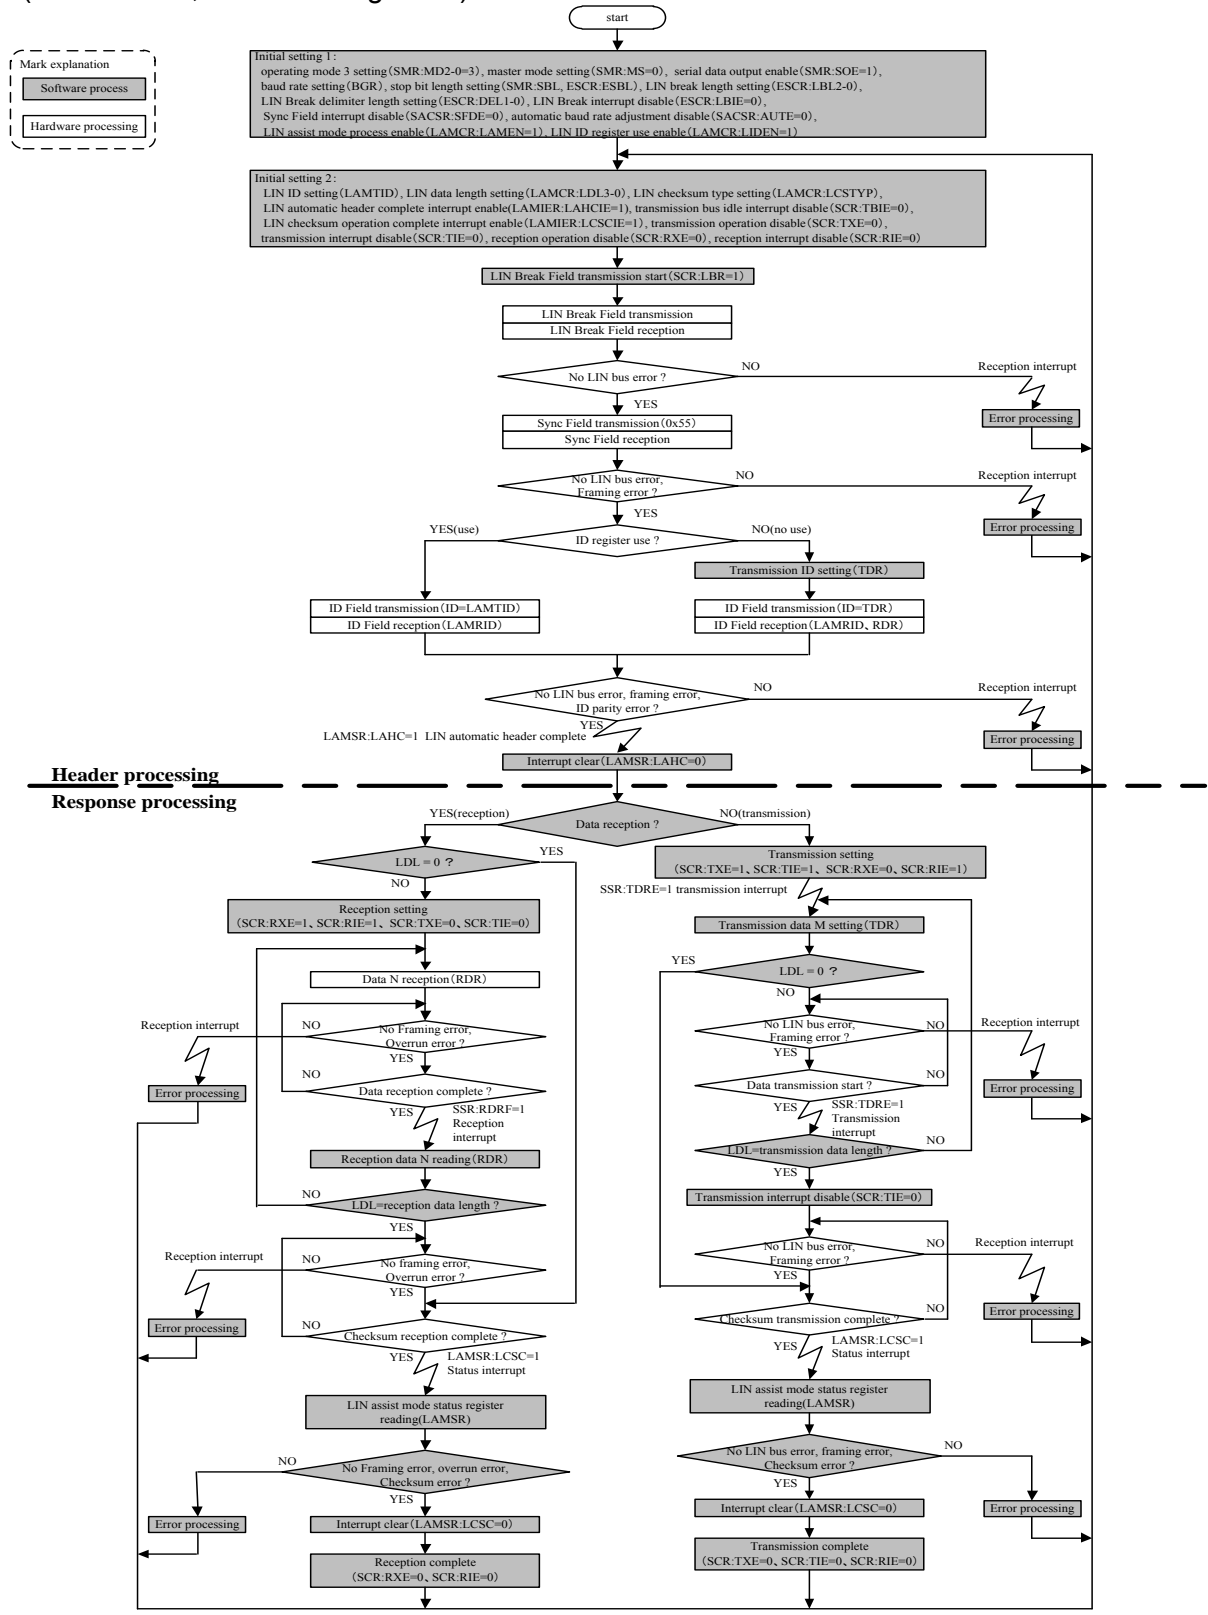 start
Mark explanation
Software process
Hardware processing
Initial setting 1:
operating mode 3 setting(SMR:MD2-0=3), master mode setting(SMR:MS=0), serial data output enable(SMR:SOE=1),
baud rate setting(BGR), stop bit length setting(SMR:SBL, ESCR:ESBL), LIN break length setting(ESCR:LBL2-0),
LIN Break delimiter length setting(ESCR:DEL1-0), LIN Break interrupt disable(ESCR:LBIE=0),
Sync Field interrupt disable(SACSR:SFDE=0), automatic baud rate adjustment disable(SACSR:AUTE=0),
LIN assist mode process enable(LAMCR:LAMEN=1), LIN ID register use enable(LAMCR:LIDEN=1)
Initial setting 2:
LIN ID setting(LAMTID), LIN data length setting(LAMCR:LDL3-0), LIN checksum type setting(LAMCR:LCSTYP),
LIN automatic header complete interrupt enable(LAMIER:LAHCIE=1), transmission bus idle interrupt disable(SCR:TBIE=0),
LIN checksum operation complete interrupt enable(LAMIER:LCSCIE=1), transmission operation disable(SCR:TXE=0),
transmission interrupt disable(SCR:TIE=0), reception operation disable(SCR:RXE=0), reception interrupt disable(SCR:RIE=0)
LIN Break Field transmission start(SCR:LBR=1)
LIN Break Field transmission
LIN Break Field reception
No LIN bus error ?
NO
Reception interrupt
YES
Error processing
Sync Field transmission(0x55)
Sync Field reception
No LIN bus error,
Framing error ?
NO
Reception interrupt
YES
Error processing
YES(use)
ID register use ?
NO(no use)
Transmission ID setting(TDR)
ID Field transmission(ID=LAMTID)
ID Field reception(LAMRID)
ID Field transmission(ID=TDR)
ID Field reception(LAMRID、RDR)
No LIN bus error, framing error,
ID parity error ?
NO
Reception interrupt
YES
LAMSR:LAHC=1 LIN automatic header complete
Error processing
Interrupt clear(LAMSR:LAHC=0)
Header processing
Response processing
YES(reception)
Data reception ?
NO(transmission)
LDL = 0 ?
YES
NO
Transmission setting
(SCR:TXE=1、SCR:TIE=1、SCR:RXE=0、SCR:RIE=1)
SSR:TDRE=1 transmission interrupt
Reception setting
(SCR:RXE=1、SCR:RIE=1、SCR:TXE=0、SCR:TIE=0)
Transmission data M setting(TDR)
YES
LDL = 0 ?
NO
Data N reception(RDR)
Reception interrupt
NO
No Framing error,
Overrun error ?
YES
No LIN bus error,
Framing error ?
NO
Reception interrupt
YES
NO
Data reception complete ?
YES
Error processing
SSR:RDRF=1
Reception
interrupt
Data transmission start ?
NO
YES
Error processing
SSR:TDRE=1
Transmission
interrupt
Reception data N reading(RDR)
LDL=transmission data length ?
NO
YES
NO
LDL=reception data length ?
YES
Transmission interrupt disable(SCR:TIE=0)
Reception interrupt
NO
No framing error,
Overrun error ?
YES
No LIN bus error,
Framing error ?
NO
Reception interrupt
YES
Error processing
NO
Checksum reception complete ?
YES
LAMSR:LCSC=1
Status interrupt
Checksum transmission complete ?
NO
Error processing
YES
LAMSR:LCSC=1
Status interrupt
LIN assist mode status register
reading(LAMSR)
LIN assist mode status register
reading(LAMSR)
NO
No Framing error, overrun error,
Checksum error ?
YES
No LIN bus error, framing error,
Checksum error ?
NO
YES
Error processing
Interrupt clear(LAMSR:LCSC=0)
Interrupt clear(LAMSR:LCSC=0)
Error processing
Reception complete
(SCR:RXE=0、SCR:RIE=0)
Transmission complete
(SCR:TXE=0、SCR:TIE=0、SCR:RIE=0)